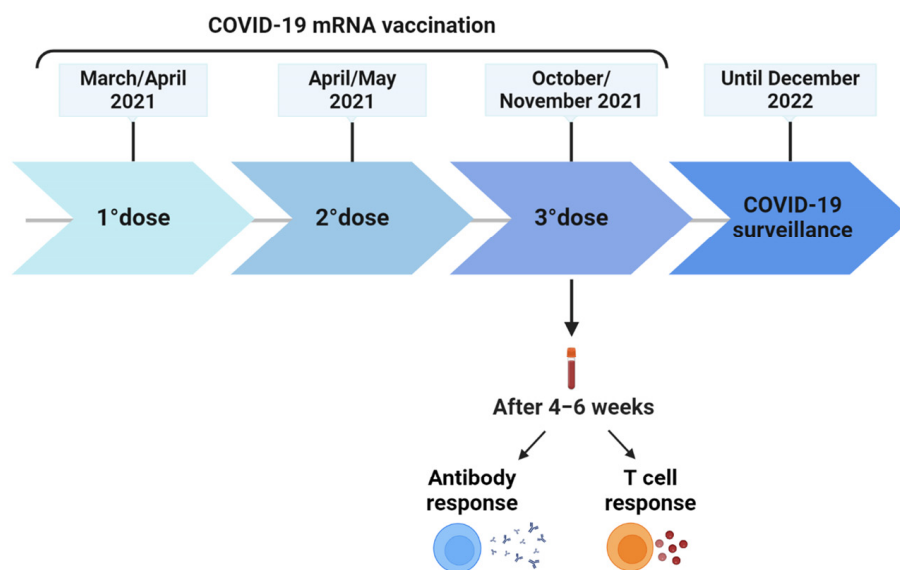 COVID-19 mRNA vaccination
March/April
2021
April/May
2021
October/
November 2021
Until December
2022
1°dose
2°dose
3°dose
COVID-19
surveillance
After 4–6 weeks
Antibody
response
T cell
response